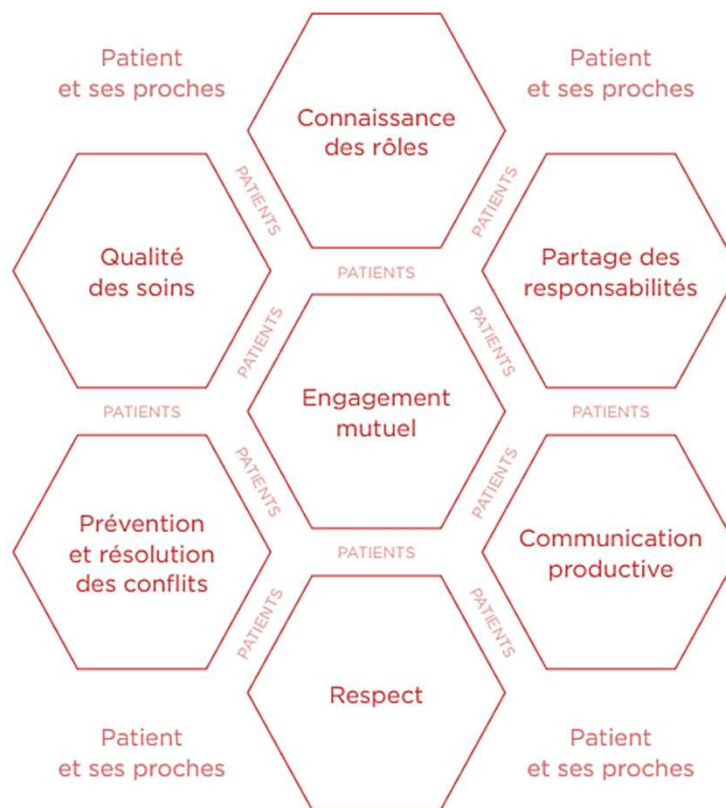 Patient
et ses proches
Patient
et ses proches
Connaissance
des rôles
PATIENTS
PATIENTS
Qualité
des soins
PATIENTS
Partage des
responsabilités
PATIENTS
PATIENTS
Engagement
mutuel
PATIENTS
PATIENTS
PATIENTS
PATIENTS
Prévention
et résolution
des conflits
PATIENTS
Communication
productive
PATIENTS
PATIENTS
Respect
Patient
et ses proches
Patient
et ses proches